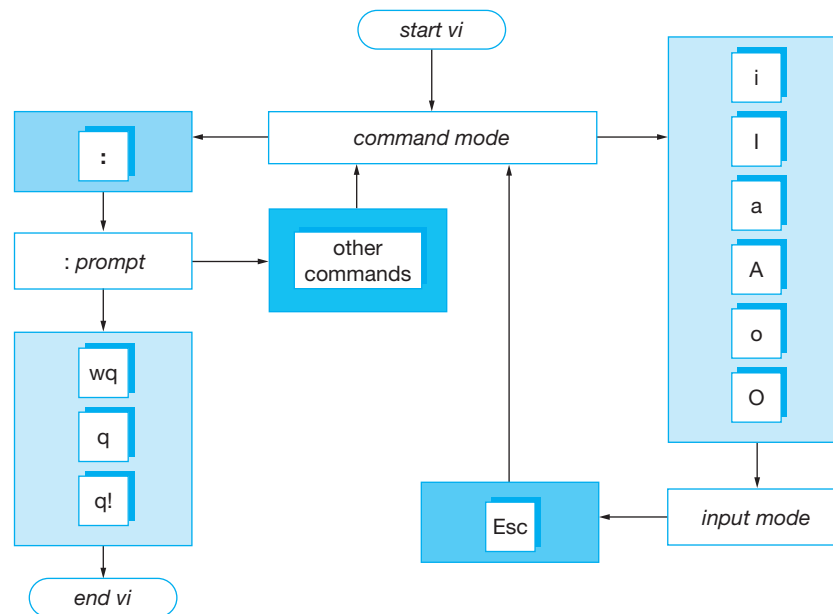 start vi
command mode
:
: prompt
other
commands
wq
q
q!
end vi
i
I
a
A
o
O
input mode
Esc